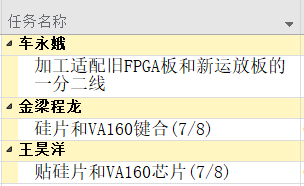 任务名称
车永娥
加工适配旧FPGA板和新运放板的
一分二线
金梁程龙
硅片和VA160键合(7/8)
王昊洋
贴硅片和VA160芯片(7/8)